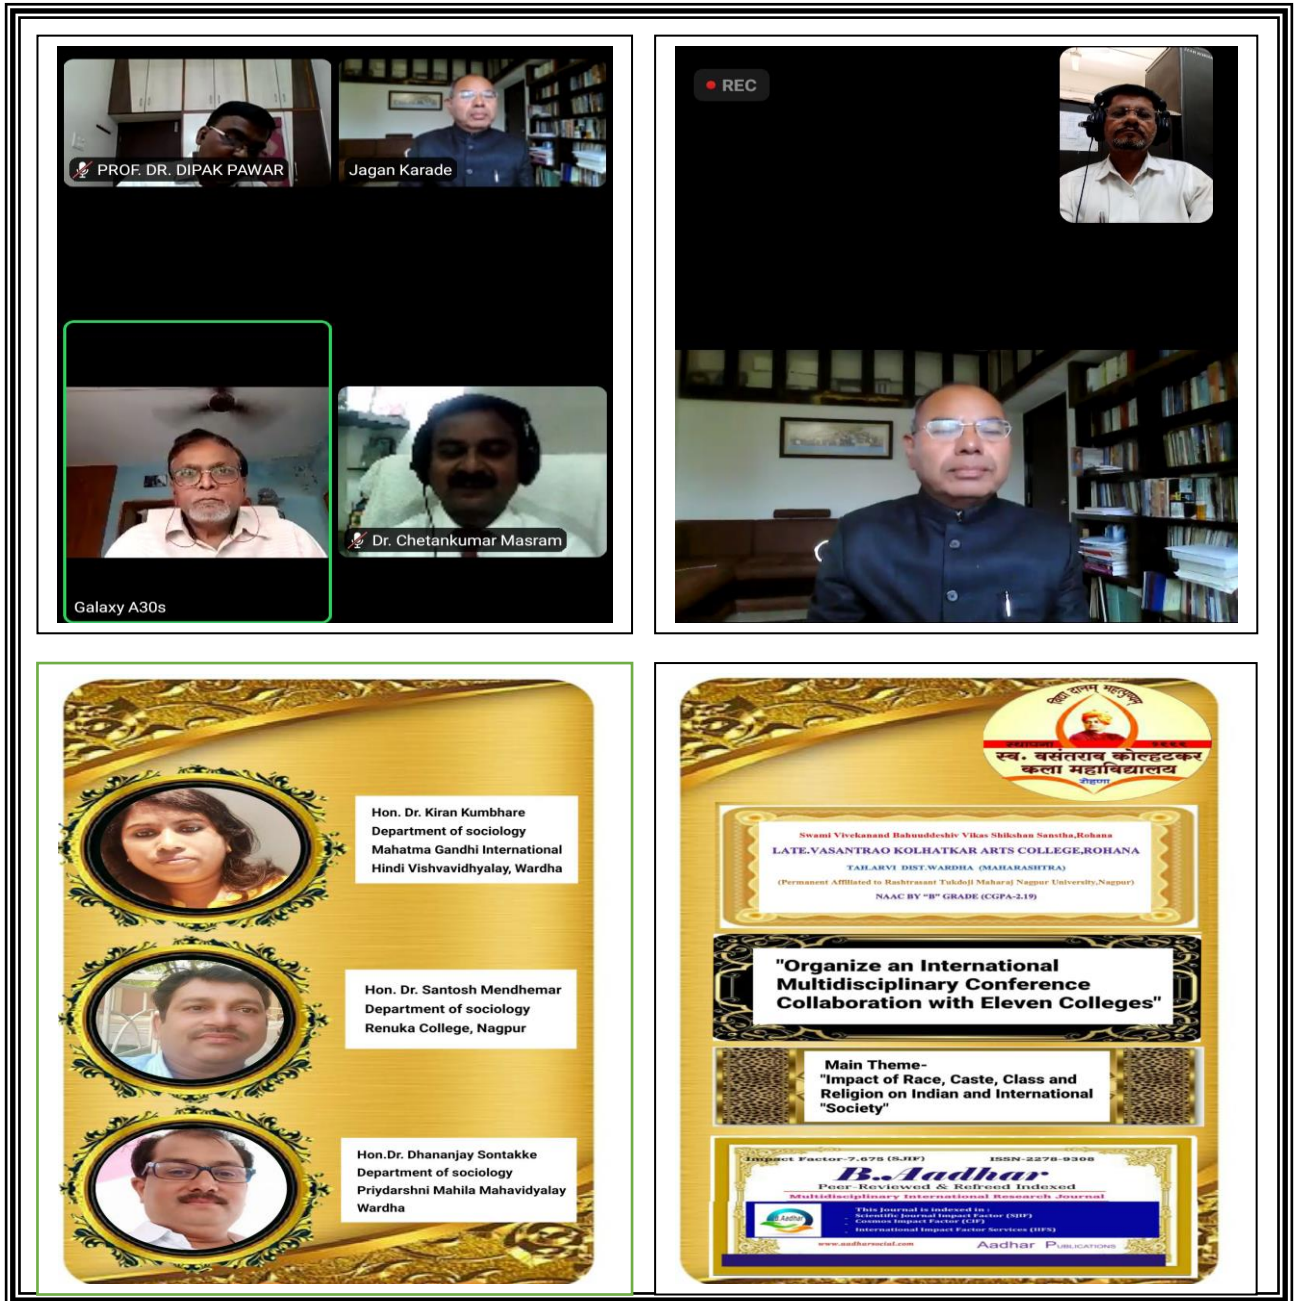 PROF. DR. DIPAK PAWAR
Jagan Karade
Galaxy A30s
Dr. Chetankumar Masram
REC
Hon. Dr. Kiran Kumbhare
Department of sociology
Mahatma Gandhi International
Hindi Vishvavidhyalay, Wardha
Hon. Dr. Santosh Mendhemar
Department of sociology
Renuka College, Nagpur
Hon.Dr. Dhananjay Sontakke
Department of sociology
Priydarshni Mahila Mahavidyalay
Wardha
विद्या दानम् महत्पुण्यम्
स्थापना १९९९
स्व. वसंतराव कोल्हटकर
कला महाविद्यालय
रोहणा
Swami Vivekanand Bahuuddeshiv Vikas Shikshan Sanstha,Rohana
LATE.VASANTRAO KOLHATKAR ARTS COLLEGE,ROHANA
TAH.ARVI DIST.WARDHA (MAHARASHTRA)
(Permanent Affiliated to Rashtrasant Tukdoji Maharaj Nagpur University,Nagpur)
NAAC BY "B" GRADE (CGPA-2.19)
"Organize an International
Multidisciplinary Conference
Collaboration with Eleven Colleges"
Main Theme-
"Impact of Race, Caste, Class and
Religion on Indian and International
"Society"
Impact Factor-7.675 (SJIF) ISSN-2278-9308
B.Aadhar
Peer-Reviewed & Refreed Indexed
Multidisciplinary International Research Journal
B.Aadhar
This Journal is indexed in :
- Scientific Journal Impact Factor (SJIF)
- Cosmos Impact Factor (CIF)
- International Impact Factor Services (IIFS)
www.aadharsocial.com Aadhar PUBLICATIONS